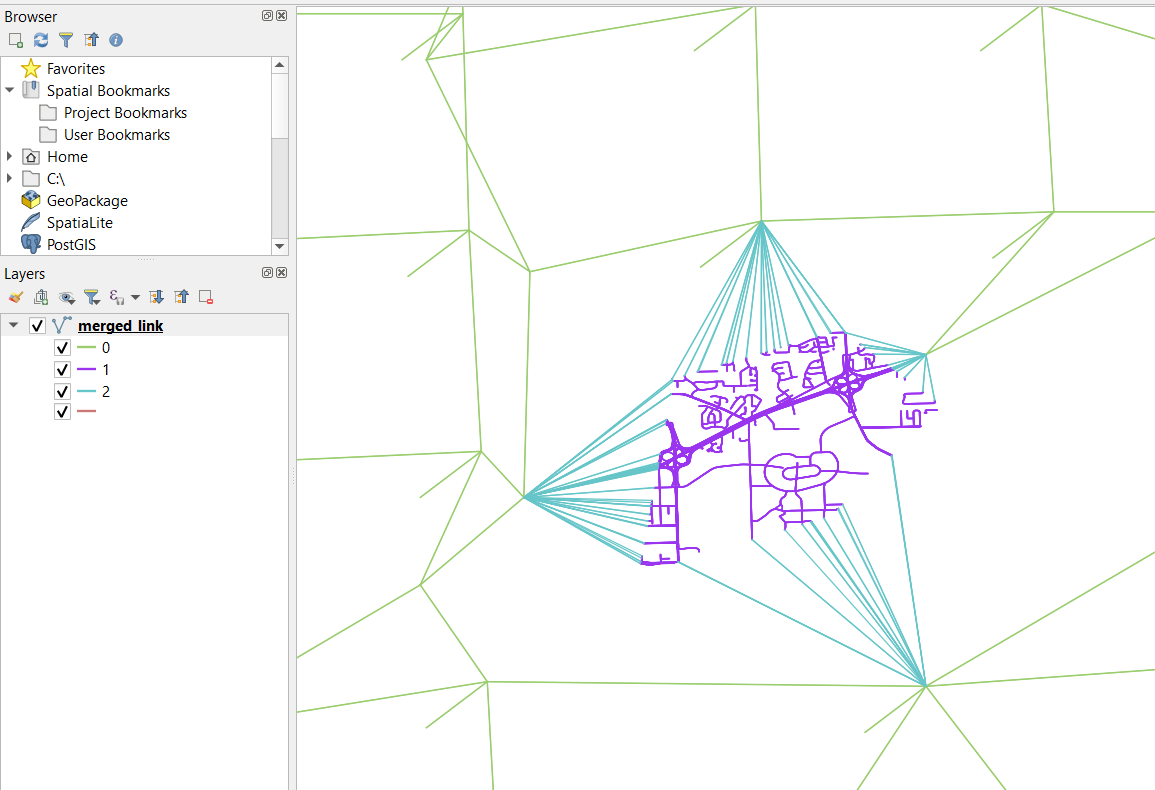 Browser
Favorites
Spatial Bookmarks
Project Bookmarks
User Bookmarks
Home
C:\
GeoPackage
SpatiaLite
PostGIS
Layers
merged_link
0
1
2